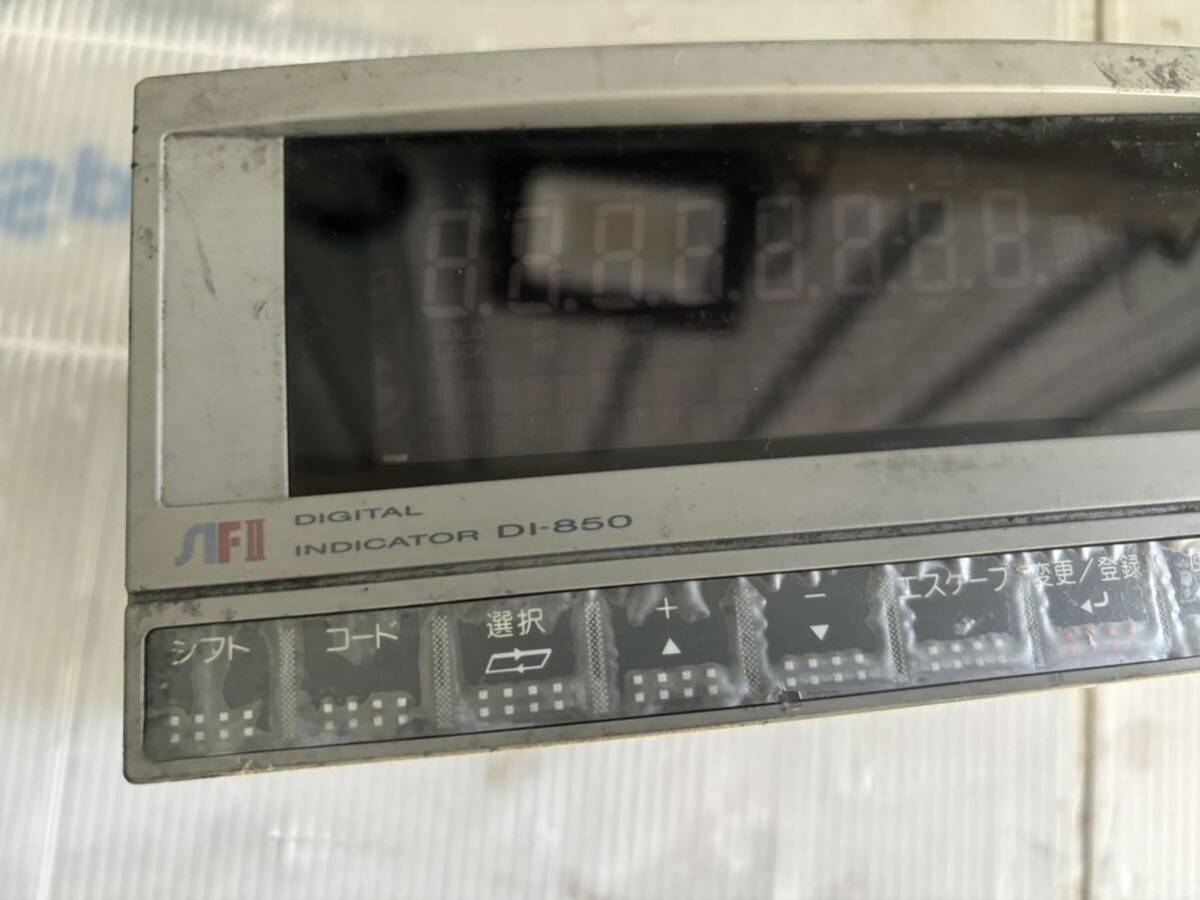 AFII
DIGITAL
INDICATOR DI-850
シフト
コード
選択
+
-
エスケープ
変更/登録